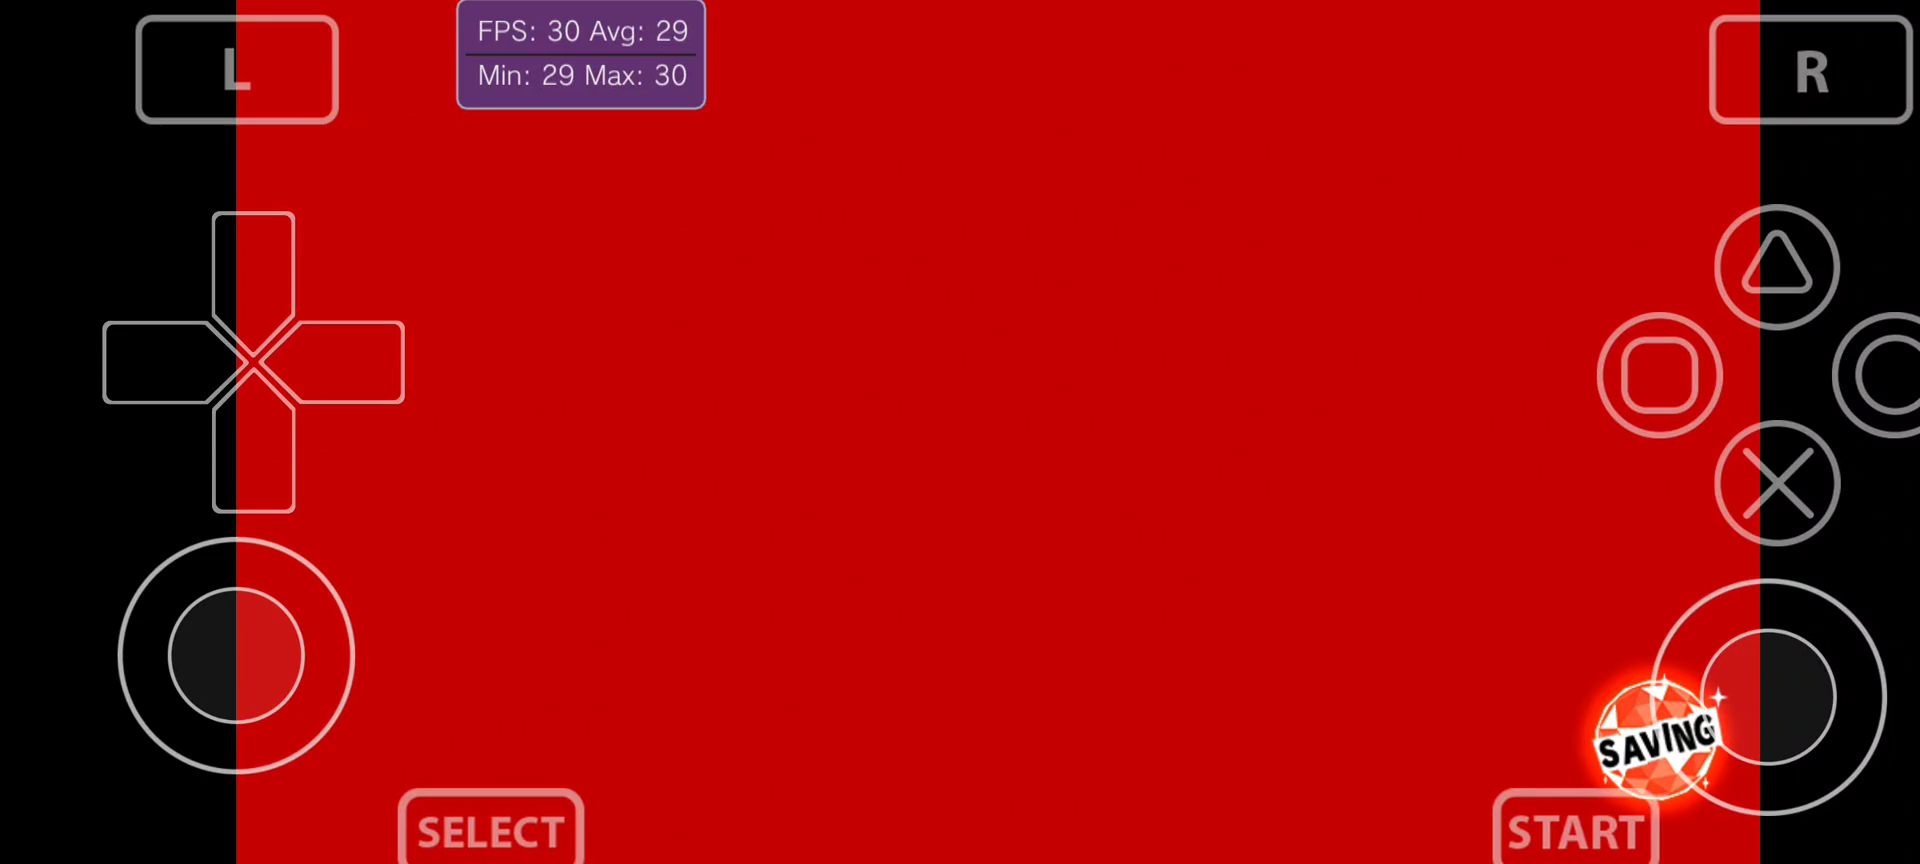 L
FPS: 30 Avg: 29
Min: 29 Max: 30
R
SAVING
SELECT
START